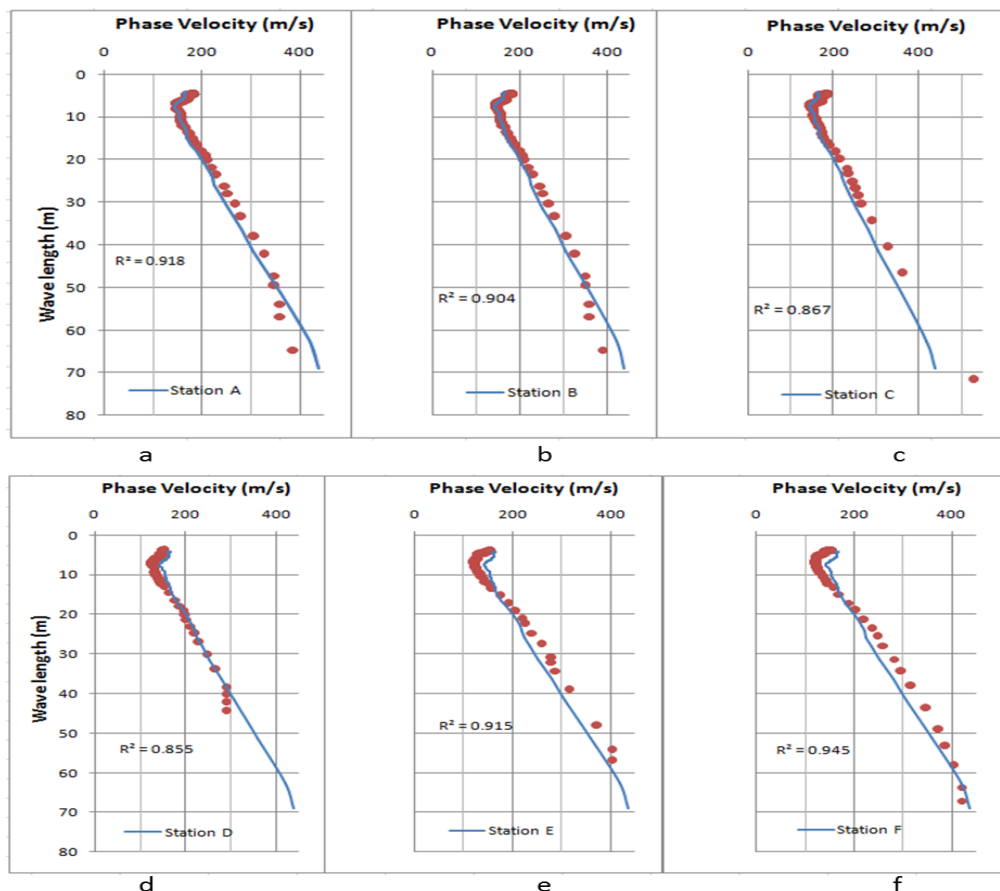 Phase Velocity (m/s)
0 200 400
0
10
20
30
40
50
60
70
80
Wave length (m)
R² = 0.918
Station A
a
Phase Velocity (m/s)
0 200 400
R² = 0.904
Station B
b
Phase Velocity (m/s)
0 200 400
R² = 0.867
Station C
c
Phase Velocity (m/s)
0 200 400
0
10
20
30
40
50
60
70
80
Wave length (m)
R² = 0.855
Station D
d
Phase Velocity (m/s)
0 200 400
R² = 0.915
Station E
e
Phase Velocity (m/s)
0 200 400
R² = 0.945
Station F
f